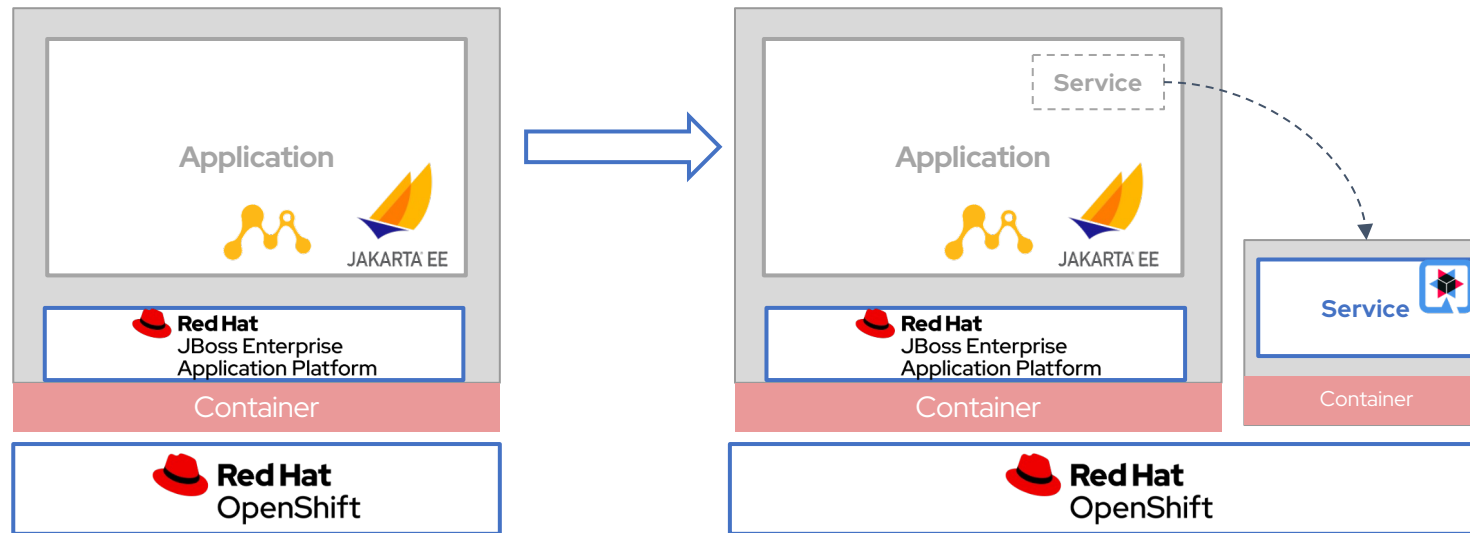 Application
JAKARTA EE
Red Hat
JBoss Enterprise
Application Platform
Container
Red Hat
OpenShift
Service
Application
JAKARTA EE
Red Hat
JBoss Enterprise
Application Platform
Container
Service
Container
Red Hat
OpenShift